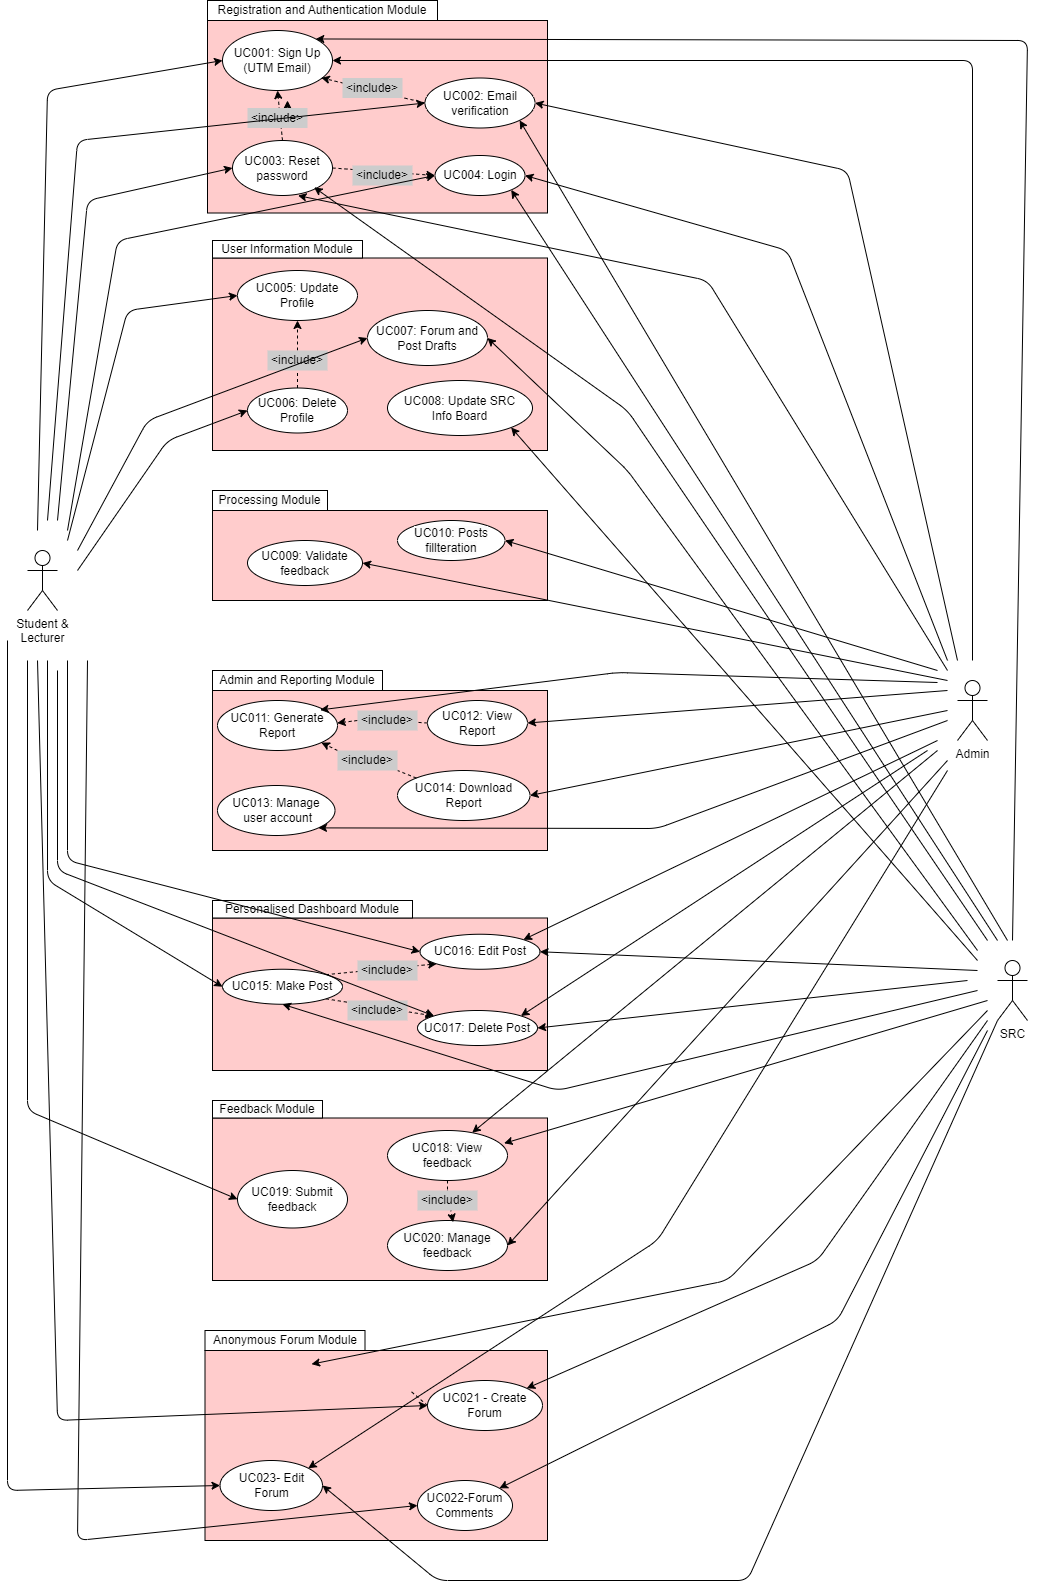 Registration and Authentication Module
UC001: Sign Up
(UTM Email)
<include>
UC002: Email
verification
<include>
UC003: Reset
password
<include>
UC004: Login
User Information Module
UC005: Update
Profile
UC007: Forum and
Post Drafts
<include>
UC006: Delete
Profile
UC008: Update SRC
Info Board
Processing Module
UC010: Posts
fillteration
UC009: Validate
feedback
Student &
Lecturer
Admin and Reporting Module
UC011: Generate
Report
<include>
UC012: View
Report
<include>
UC014: Download
Report
UC013: Manage
user account
Admin
Personalised Dashboard Module
UC016: Edit Post
<include>
UC015: Make Post
<include>
UC017: Delete Post
SRC
Feedback Module
UC018: View
feedback
UC019: Submit
feedback
<include>
UC020: Manage
feedback
Anonymous Forum Module
UC021 - Create
Forum
UC023- Edit
Forum
UC022-Forum
Comments